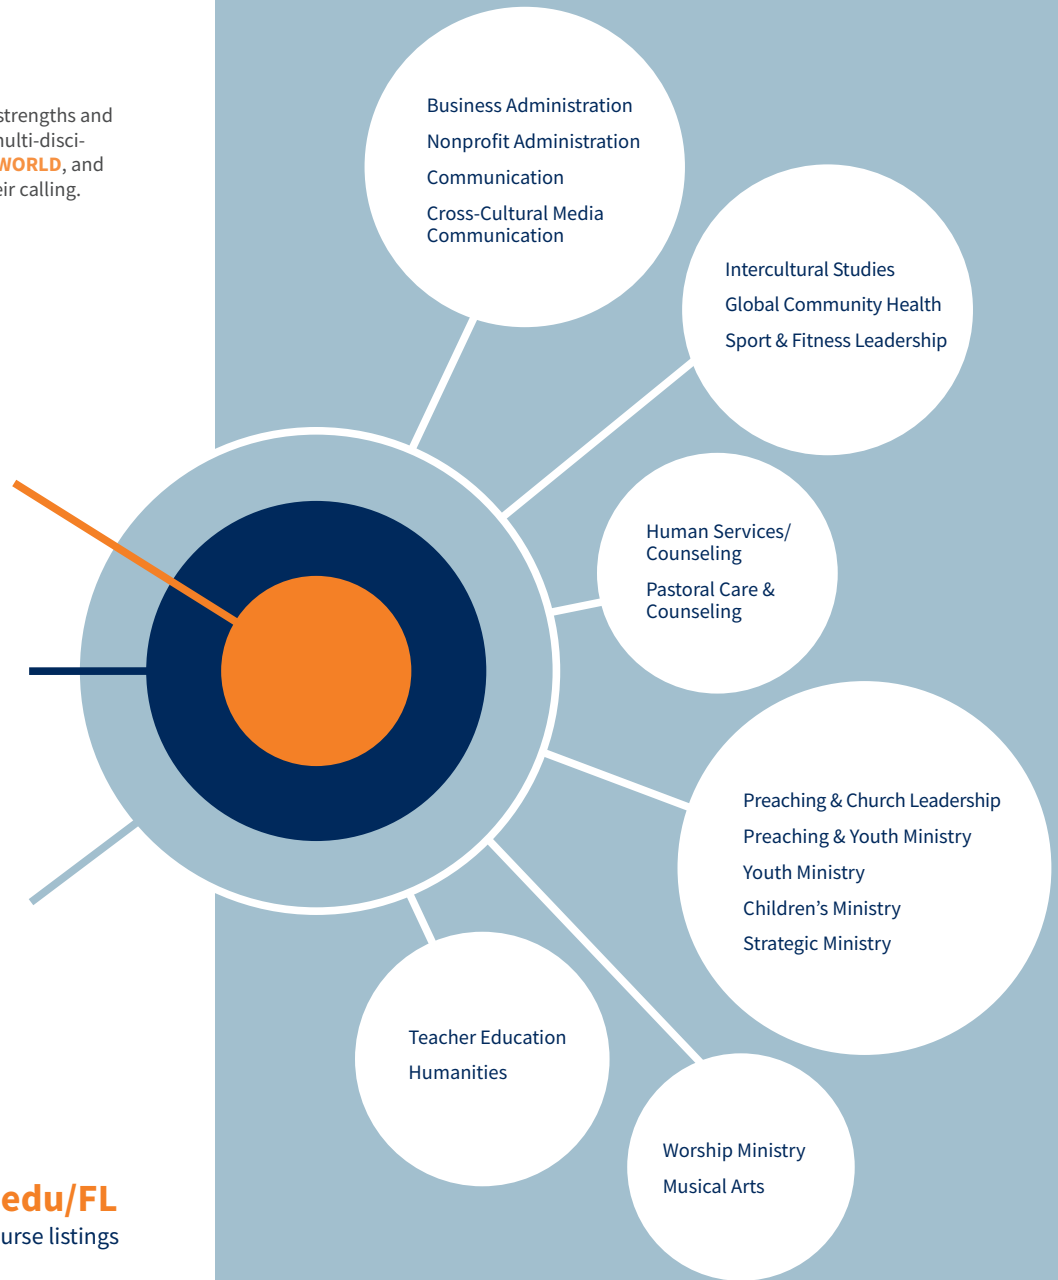 strengths and
multi-disci-
WORLD, and
eir calling.
Business Administration
Nonprofit Administration
Communication
Cross-Cultural Media
Communication
Intercultural Studies
Global Community Health
Sport & Fitness Leadership
Human Services/
Counseling
Pastoral Care &
Counseling
Preaching & Church Leadership
Preaching & Youth Ministry
Youth Ministry
Children’s Ministry
Strategic Ministry
Teacher Education
Humanities
Worship Ministry
Musical Arts
edu/FL
urse listings